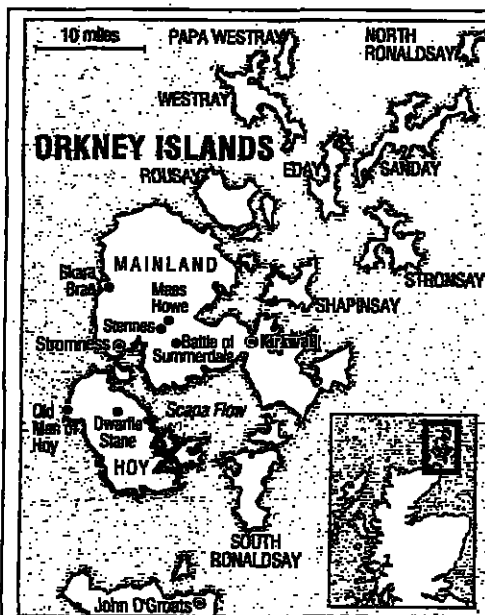 10 miles
PAPA WESTRAY
NORTH
RONALDSAY
WESTRAY
ORKNEY ISLANDS
ROUSAY
EDAY
SANDAY
MAINLAND
STRONSAY
Skara
Brae
Maes
Howe
SHAPINSAY
Stennes
Stromness
Battle of
Summerdale
Kirkwall
Old
Man of
Hoy
Dwarfie
Stane
Scapa Flow
HOY
SOUTH
RONALDSAY
John O'Groats